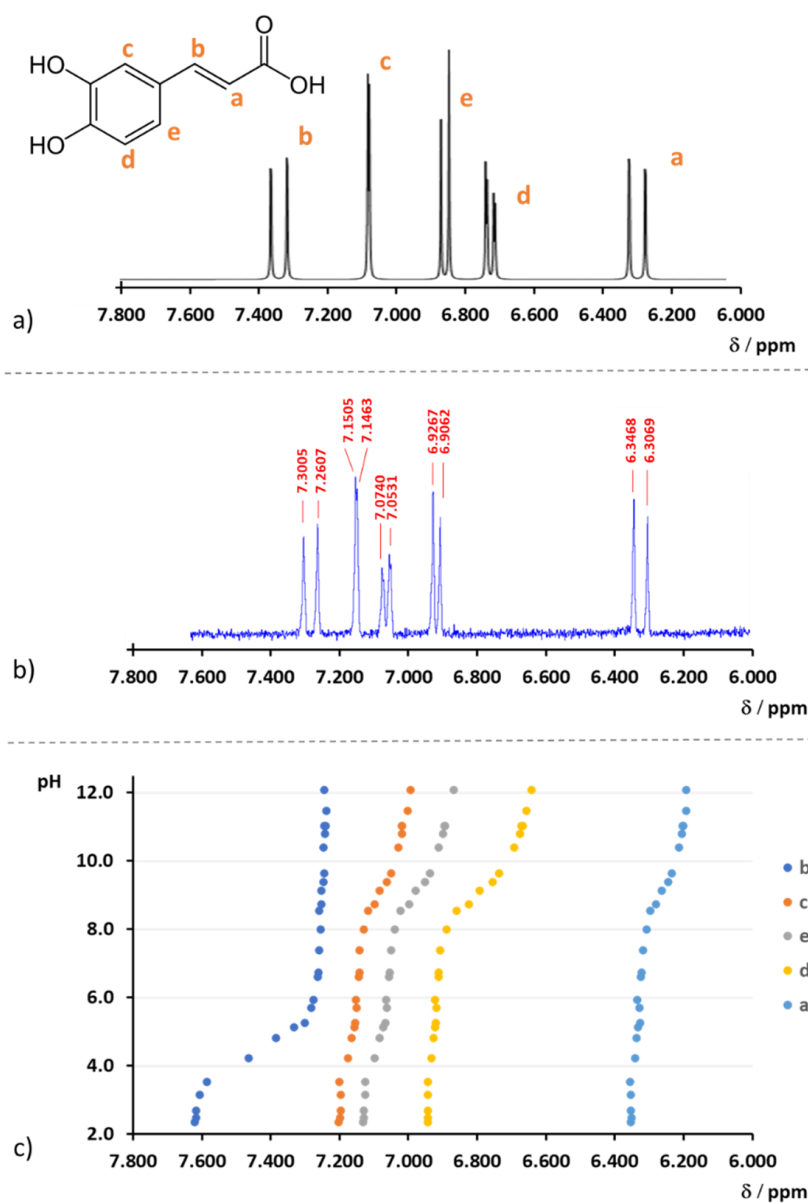 O
HO
c
b
OH
a
HO
e
d
b
c
e
d
a
7.800 7.600 7.400 7.200 7.000 6.800 6.600 6.400 6.200 6.000
a)
δ / ppm
7.3005
7.2607
7.1505
7.1463
7.0740
7.0531
6.9267
6.9062
6.3468
6.3069
7.800 7.600 7.400 7.200 7.000 6.800 6.600 6.400 6.200 6.000
b)
δ / ppm
pH
12.0
10.0
8.0
6.0
4.0
2.0
b
c
e
d
a
7.800 7.600 7.400 7.200 7.000 6.800 6.600 6.400 6.200 6.000
c)
δ / ppm